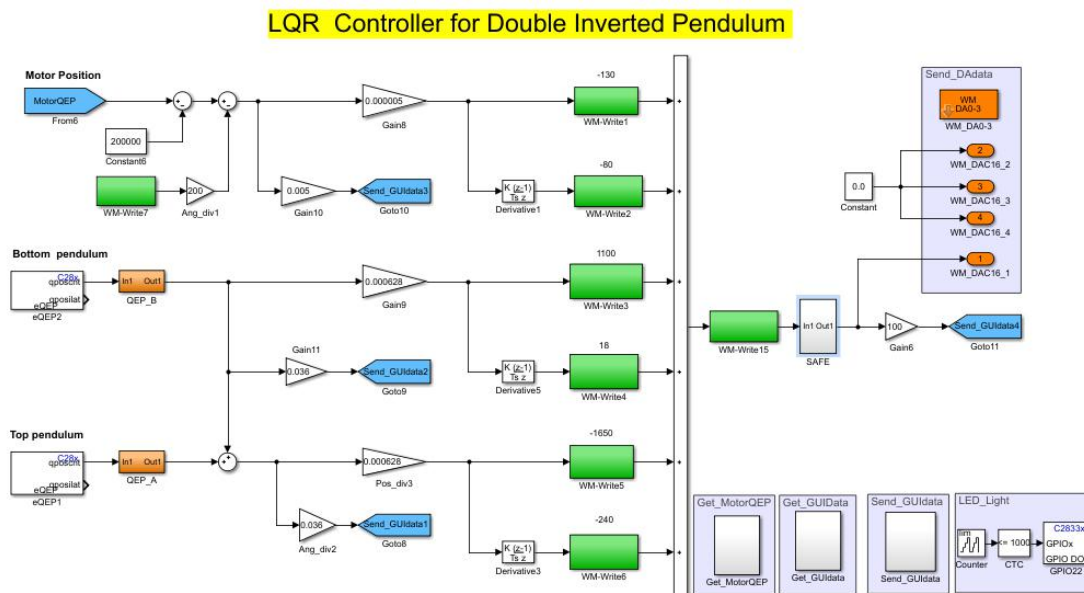 LQR Controller for Double Inverted Pendulum
Motor Position
MotorQEP
From6
200000
Constant6
WM-Write7
200
Ang_div1
0.005
Gain10
Send_GUIdata3
Goto10
0.000005
Gain8
K (z-1)
Ts z
Derivative1
-130
WM-Write1
-80
WM-Write2
Bottom pendulum
C28x
qposcnt
qposilat
eQEP
eQEP2
In1 Out1
QEP_B
0.000628
Gain9
Gain11
0.036
Send_GUIdata2
Goto9
K (z-1)
Ts z
Derivative5
1100
WM-Write3
18
WM-Write4
Top pendulum
C28x
qposcnt
qposilat
eQEP
eQEP1
In1 Out1
QEP_A
0.000628
Pos_div3
0.036
Ang_div2
Send_GUIdata1
Goto8
K (z-1)
Ts z
Derivative3
-1650
WM-Write5
-240
WM-Write6
WM-Write15
In1 Out1
SAFE
100
Gain6
Send_GUIdata4
Goto11
0.0
Constant
Send_DAdata
WM
DA0-3
WM_DA0-3
2
WM_DAC16_2
3
WM_DAC16_3
4
WM_DAC16_4
1
WM_DAC16_1
Get_MotorQEP
Get_MotorQEP
Get_GUIData
Get_GUIdata
Send_GUIdata
Send_GUIdata
LED_Light
lim
Counter
<= 1000
CTC
C2833x
GPIOx
GPIO DO
GPIO22